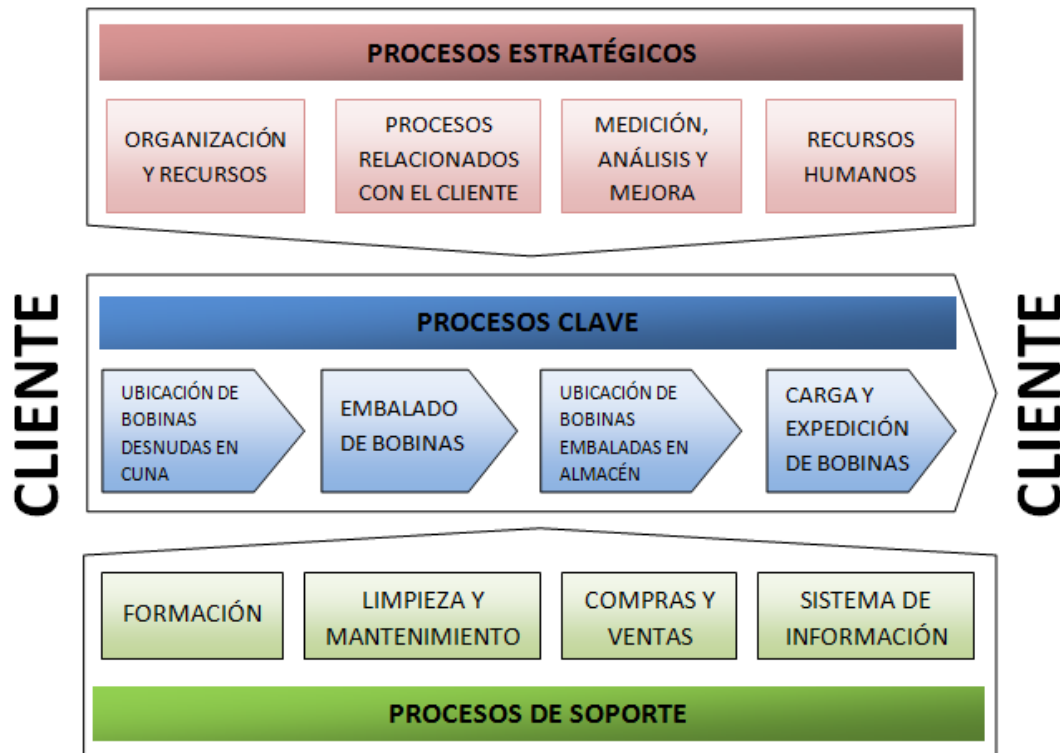 PROCESOS ESTRATÉGICOS
ORGANIZACIÓN
Y RECURSOS
PROCESOS
RELACIONADOS
CON EL CLIENTE
MEDICIÓN,
ANÁLISIS Y
MEJORA
RECURSOS
HUMANOS
CLIENTE
PROCESOS CLAVE
UBICACIÓN DE
BOBINAS
DESNUDAS EN
CUNA
EMBALADO
DE BOBINAS
UBICACIÓN DE
BOBINAS
EMBALADAS EN
ALMACÉN
CARGA Y
EXPEDICIÓN
DE BOBINAS
CLIENTE
FORMACIÓN
LIMPIEZA Y
MANTENIMIENTO
COMPRAS Y
VENTAS
SISTEMA DE
INFORMACIÓN
PROCESOS DE SOPORTE